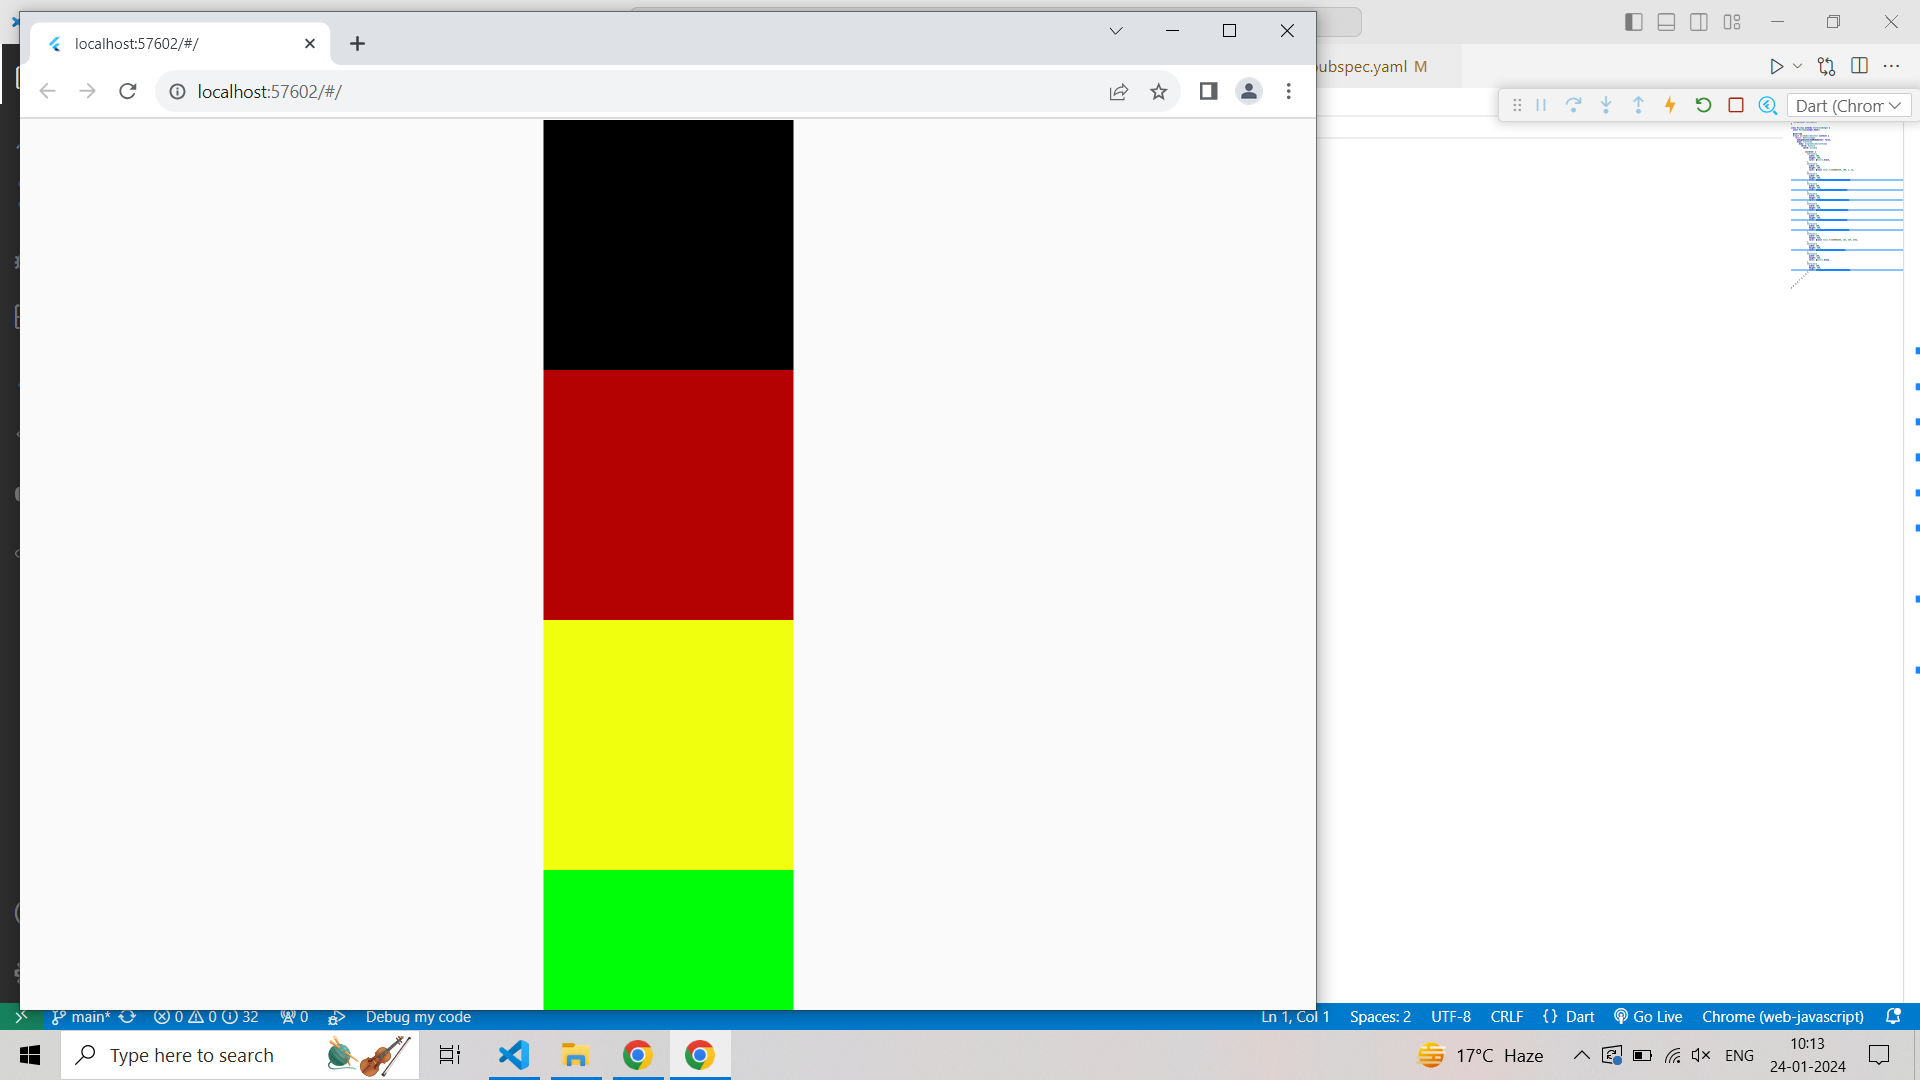 localhost:57602/#/
localhost:57602/#/
ubspec.yaml M
Dart (Chrom
main*
0 0 32
0
Debug my code
Ln 1, Col 1
Spaces: 2
UTF-8
CRLF
{} Dart
Go Live
Chrome (web-javascript)
Type here to search
17°C Haze
ENG
10:13
24-01-2024